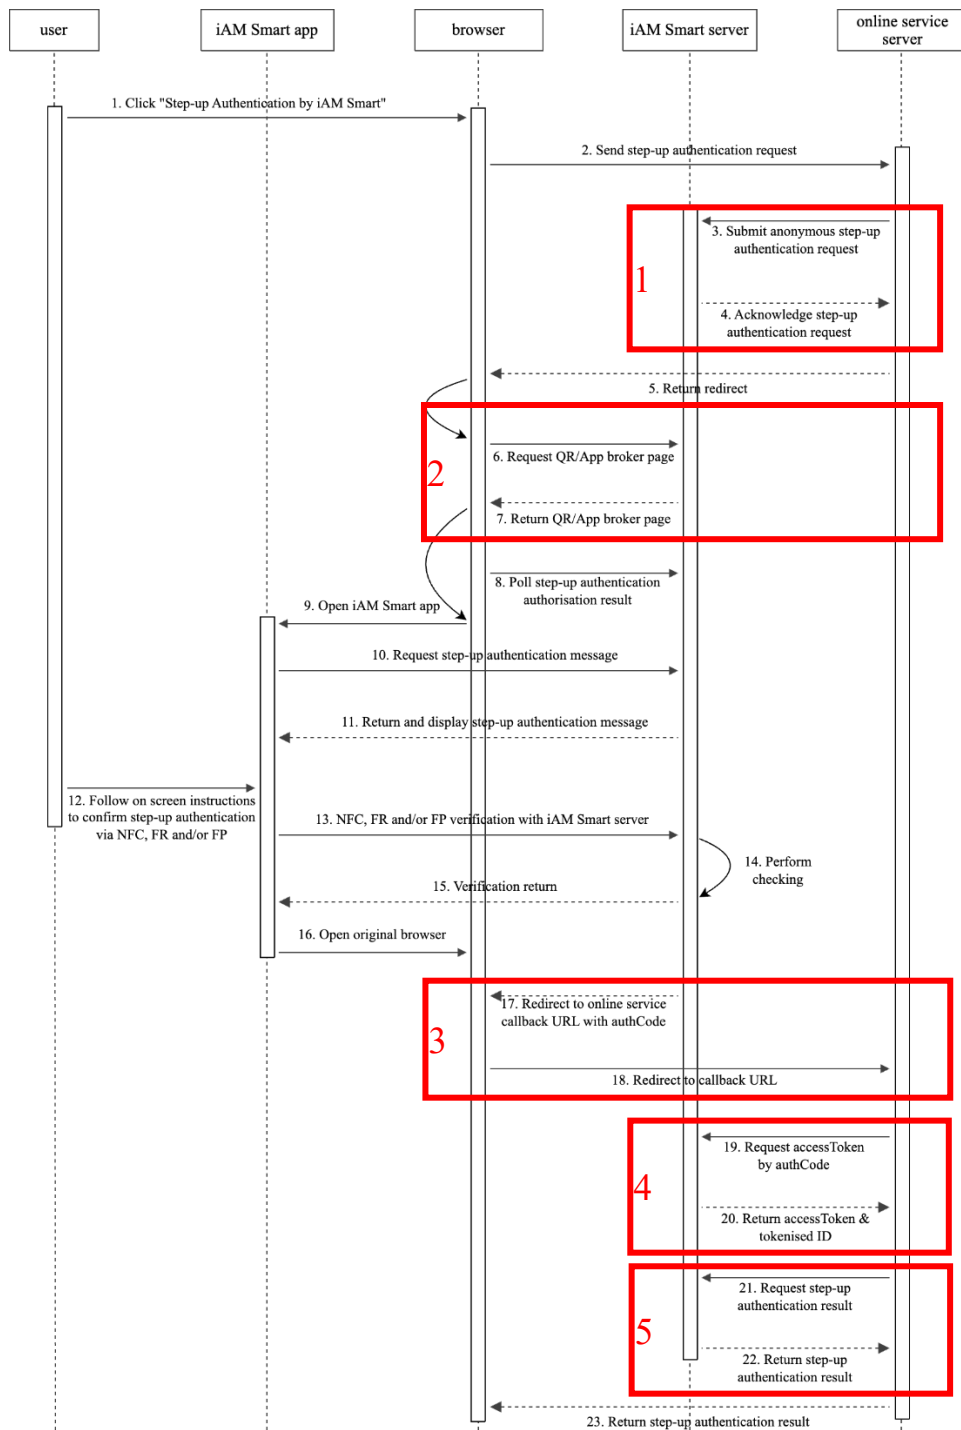 user
iAM Smart app
browser
iAM Smart server
online service
server
1. Click "Step-up Authentication by iAM Smart"
2. Send step-up authentication request
1
3. Submit anonymous step-up
authentication request
4. Acknowledge step-up
authentication request
5. Return redirect
2
6. Request QR/App broker page
7. Return QR/App broker page
8. Poll step-up authentication
authorisation result
9. Open iAM Smart app
10. Request step-up authentication message
11. Return and display step-up authentication message
12. Follow on screen instructions
to confirm step-up authentication
via NFC, FR and/or FP
13. NFC, FR and/or FP verification with iAM Smart server
14. Perform
checking
15. Verification return
16. Open original browser
3
17. Redirect to online service
callback URL with authCode
18. Redirect to callback URL
4
19. Request accessToken
by authCode
20. Return accessToken &
tokenised ID
5
21. Request step-up
authentication result
22. Return step-up
authentication result
23. Return step-up authentication result